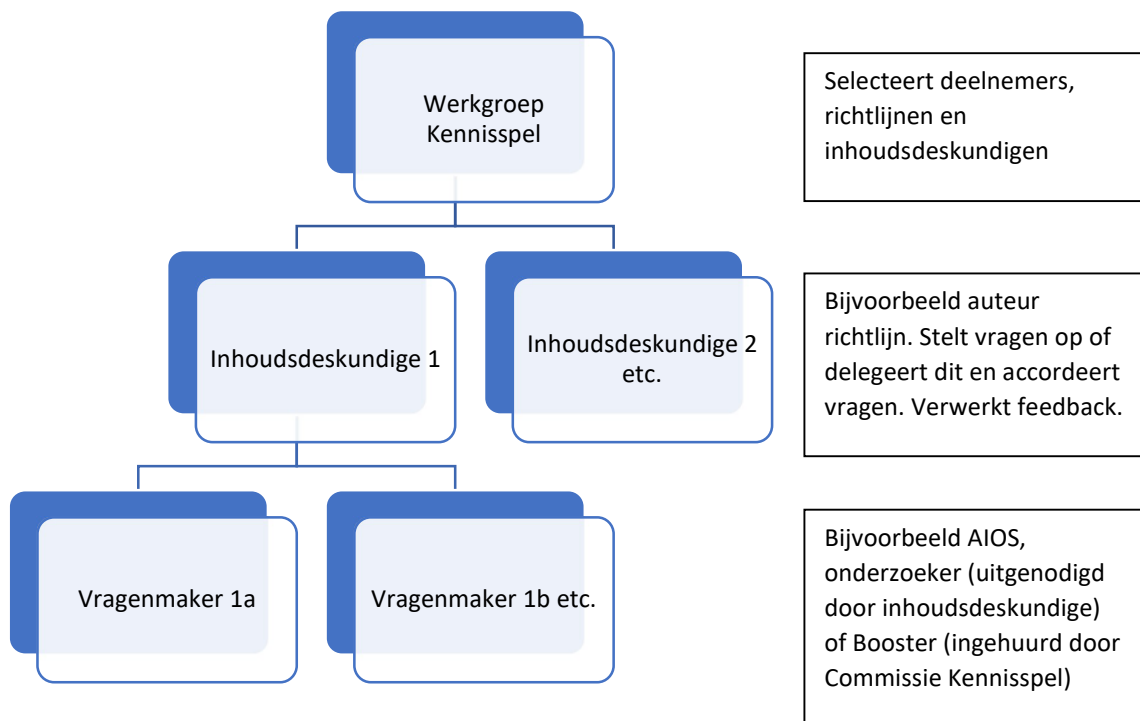 Werkgroep
Kennisspel
Selecteert deelnemers,
richtlijnen en
inhoudsdeskundigen
Inhoudsdeskundige 1
Inhoudsdeskundige 2
etc.
Bijvoorbeeld auteur
richtlijn. Stelt vragen op of
delegeert dit en accordeert
vragen. Verwerkt feedback.
Vragenmaker 1a
Vragenmaker 1b etc.
Bijvoorbeeld AIOS,
onderzoeker (uitgenodigd
door inhoudsdeskundige)
of Booster (ingehuurd door
Commissie Kennisspel)